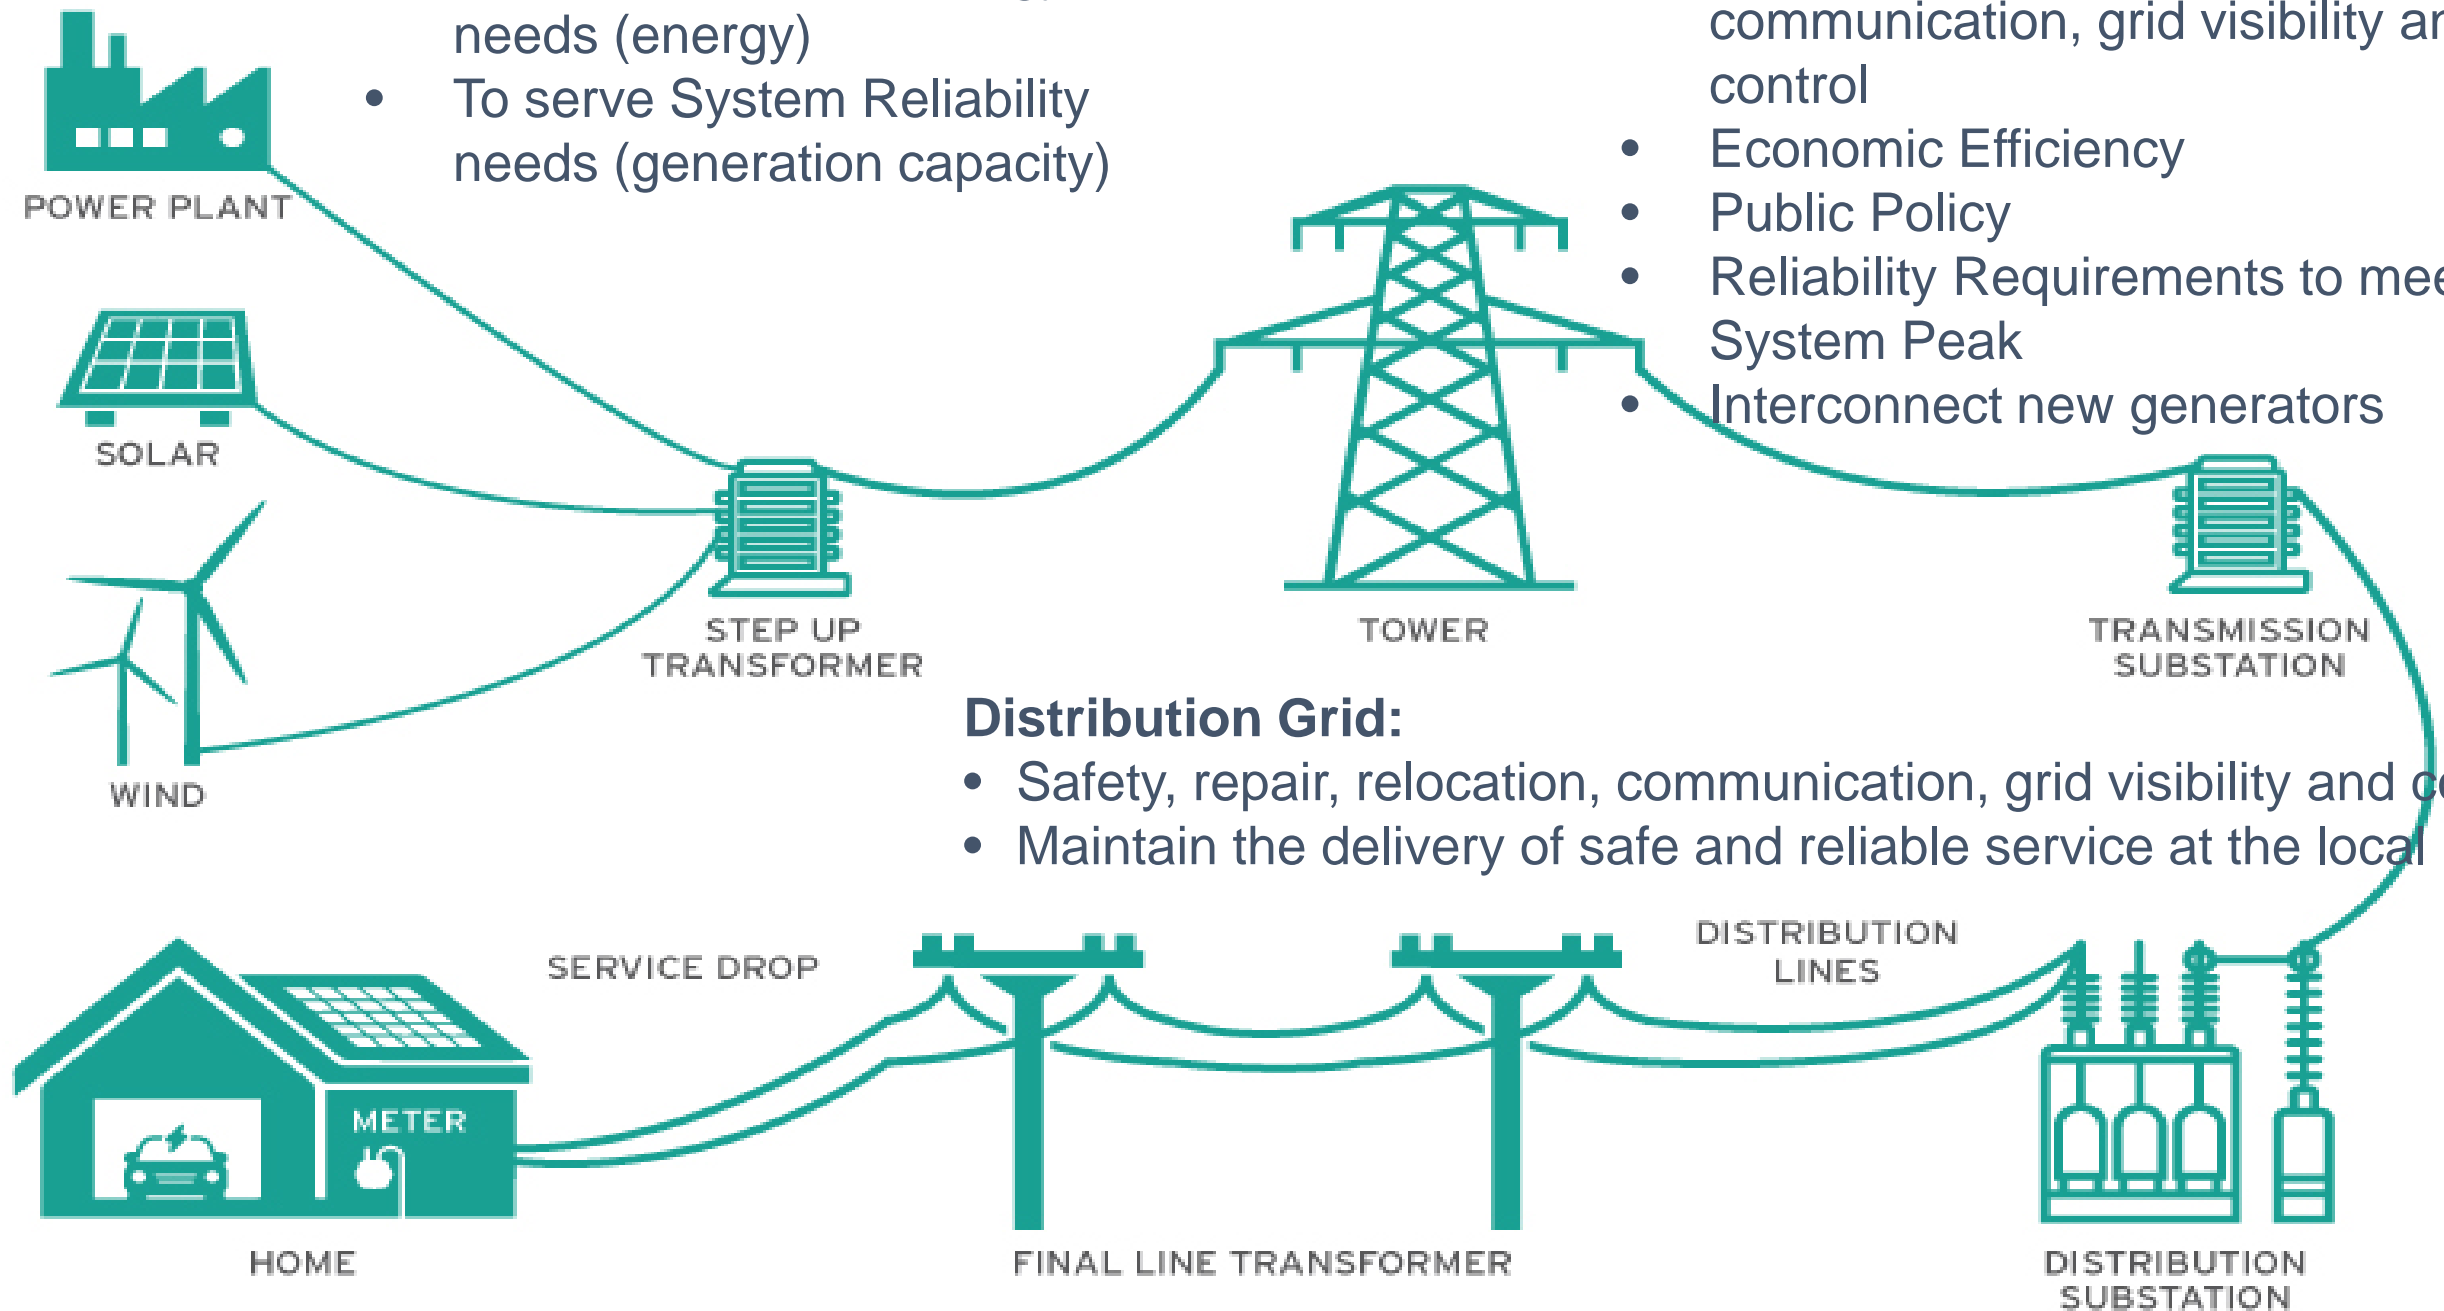 needs (energy)
• To serve System Reliability
needs (generation capacity)
communication, grid visibility
control
• Economic Efficiency
• Public Policy
• Reliability Requirements to
System Peak
• Interconnect new generators
POWER PLANT
SOLAR
WIND
STEP UP
TRANSFORMER
TOWER
TRANSMISSION
SUBSTATION
Distribution Grid:
• Safety, repair, relocation, communication, grid visibility and
• Maintain the delivery of safe and reliable service at the local
SERVICE DROP
DISTRIBUTION
LINES
METER
HOME
FINAL LINE TRANSFORMER
DISTRIBUTION
SUBSTATION